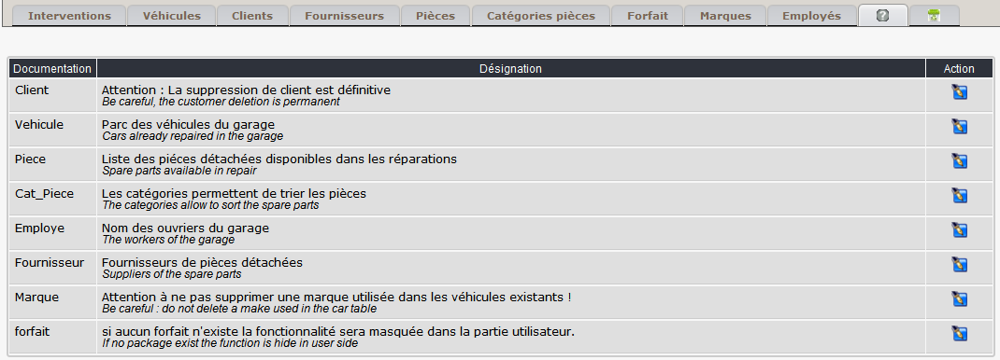 Interventions Véhicules Clients Fournisseurs Pièces Catégories pièces Forfait Marques Employés ?
Documentation Désignation Action
Client Attention : La suppression de client est définitive
Be careful, the customer deletion is permanent
Vehicule Parc des véhicules du garage
Cars already repaired in the garage
Piece Liste des piéces détachées disponibles dans les réparations
Spare parts available in repair
Cat_Piece Les catégories permettent de trier les pièces
The categories allow to sort the spare parts
Employe Nom des ouvriers du garage
The workers of the garage
Fournisseur Fournisseurs de pièces détachées
Suppliers of the spare parts
Marque Attention à ne pas supprimer une marque utilisée dans les véhicules existants !
Be careful : do not delete a make used in the car table
forfait si aucun forfait n'existe la fonctionnalité sera masquée dans la partie utilisateur.
If no package exist the function is hide in user side